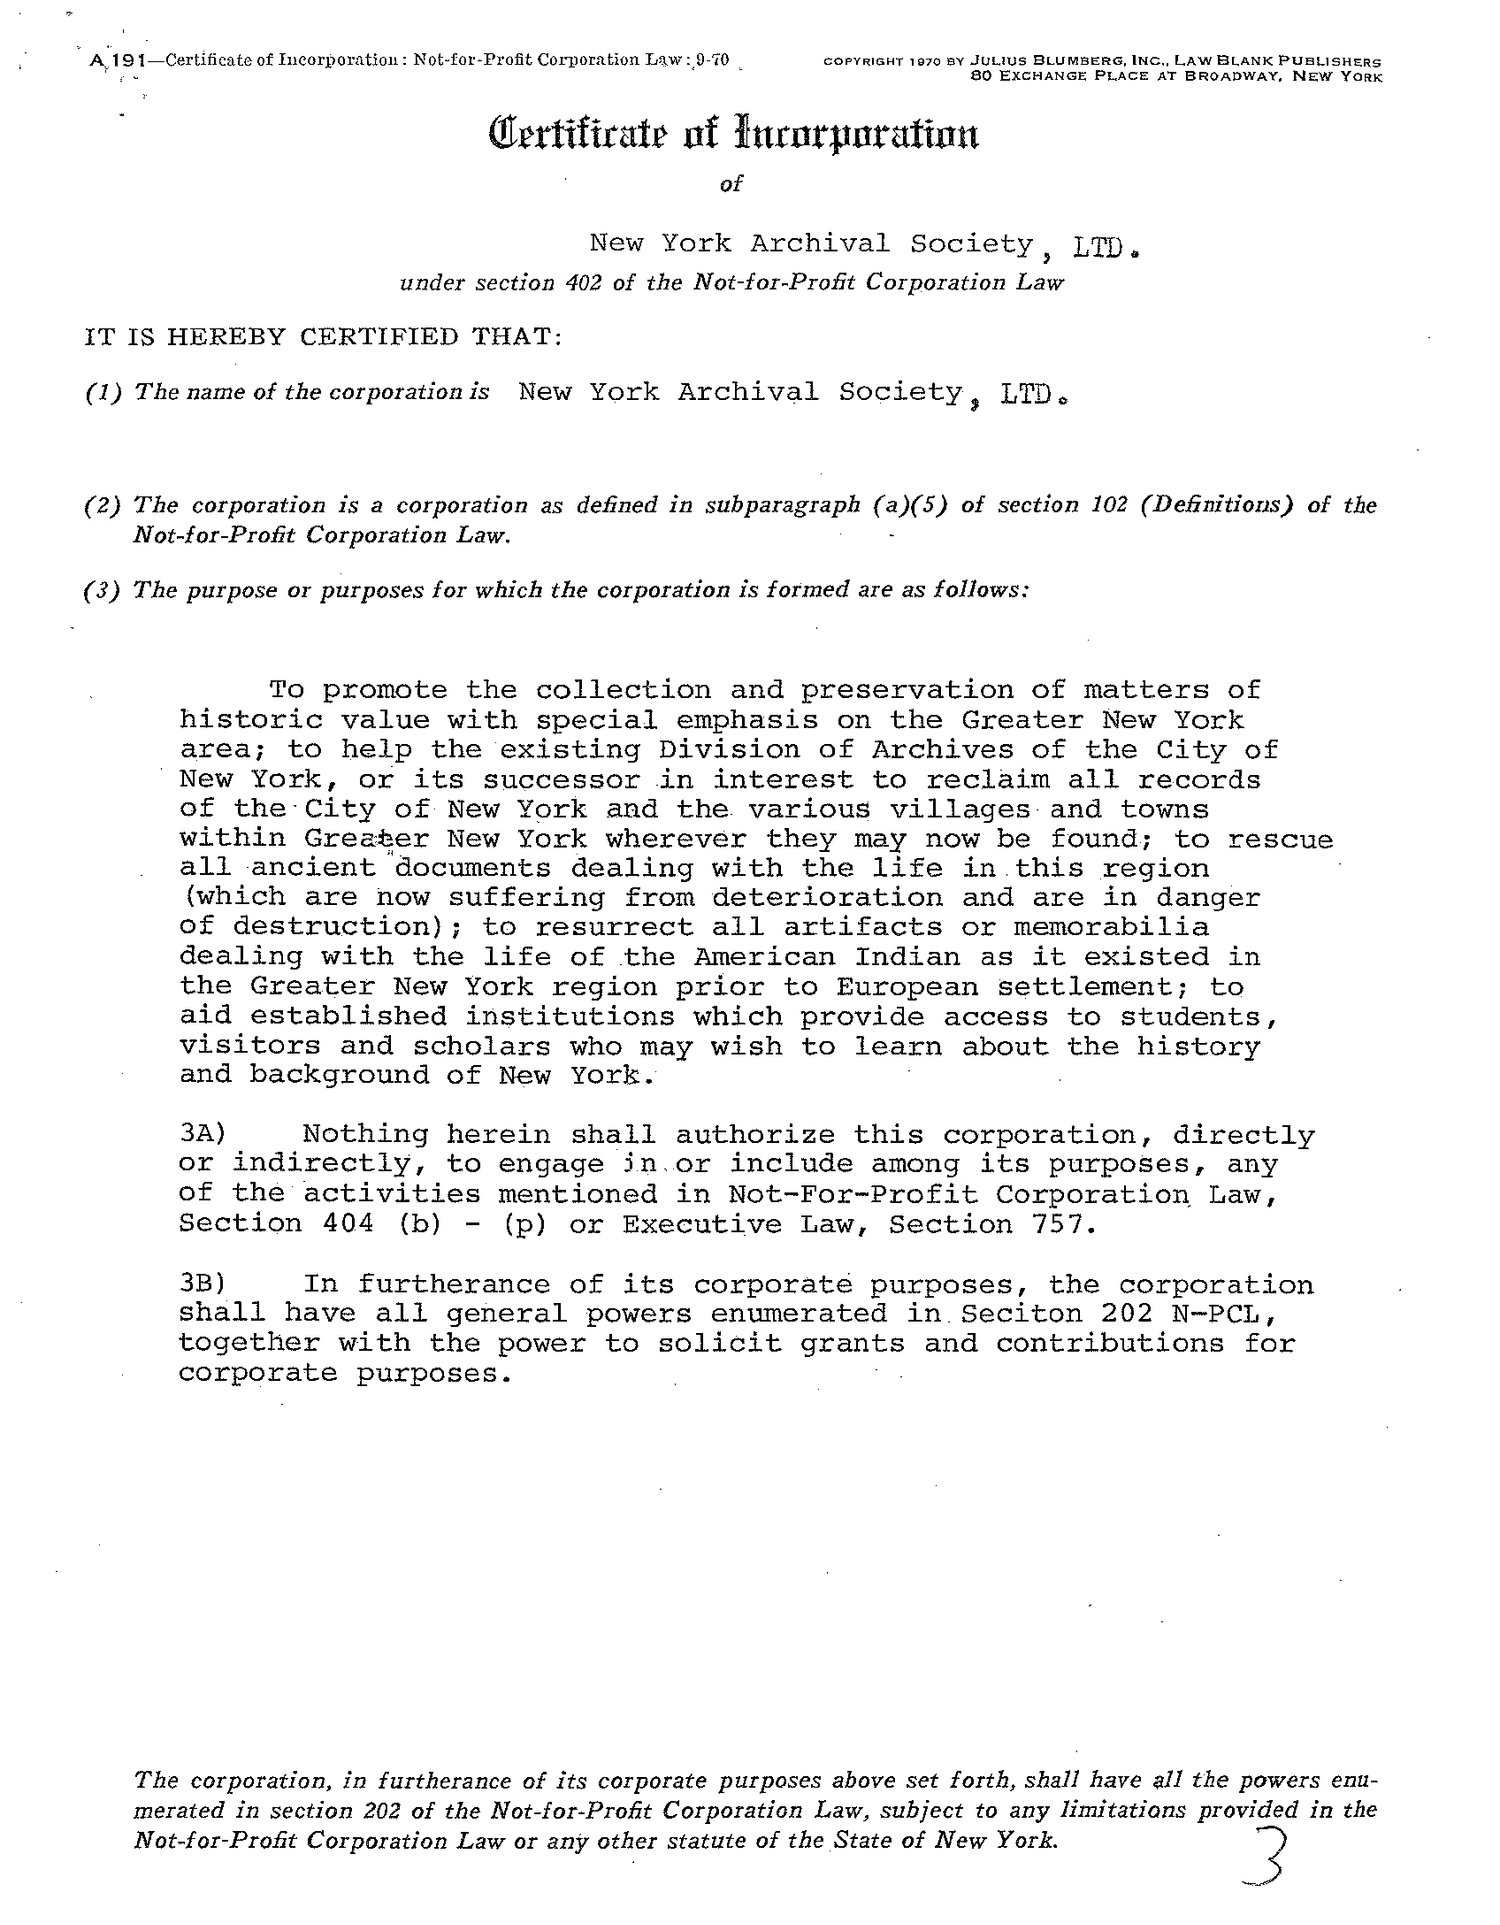 A 191—Certificate of Incorporation: Not-for-Profit Corporation Law: 9-70
COPYRIGHT 1970 BY JULIUS BLUMBERG, INC., LAW BLANK PUBLISHERS
80 EXCHANGE PLACE AT BROADWAY, NEW YORK
Certificate of Incorporation
of
New York Archival Society, LTD.
under section 402 of the Not-for-Profit Corporation Law
IT IS HEREBY CERTIFIED THAT:
(1) The name of the corporation is New York Archival Society, LTD.
(2) The corporation is a corporation as defined in subparagraph (a)(5) of section 102 (Definitions) of the
Not-for-Profit Corporation Law.
(3) The purpose or purposes for which the corporation is formed are as follows:
To promote the collection and preservation of matters of
historic value with special emphasis on the Greater New York
area; to help the existing Division of Archives of the City of
New York, or its successor in interest to reclaim all records
of the City of New York and the various villages and towns
within Greater New York wherever they may now be found; to rescue
all ancient documents dealing with the life in this region
(which are now suffering from deterioration and are in danger
of destruction); to resurrect all artifacts or memorabilia
dealing with the life of the American Indian as it existed in
the Greater New York region prior to European settlement; to
aid established institutions which provide access to students,
visitors and scholars who may wish to learn about the history
and background of New York.
3A) Nothing herein shall authorize this corporation, directly
or indirectly, to engage in or include among its purposes, any
of the activities mentioned in Not-For-Profit Corporation Law,
Section 404 (b) - (p) or Executive Law, Section 757.
3B) In furtherance of its corporate purposes, the corporation
shall have all general powers enumerated in Seciton 202 N-PCL,
together with the power to solicit grants and contributions for
corporate purposes.
The corporation, in furtherance of its corporate purposes above set forth, shall have all the powers enu-
merated in section 202 of the Not-for-Profit Corporation Law, subject to any limitations provided in the
Not-for-Profit Corporation Law or any other statute of the State of New York.
3